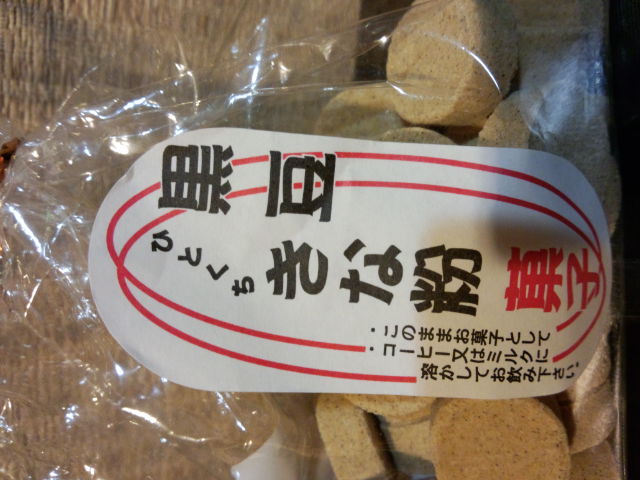 黒豆
ひとくち
きな粉
菓子
・このままお菓子として
・コーヒー又はミルクに
溶かしてお飲み下さい